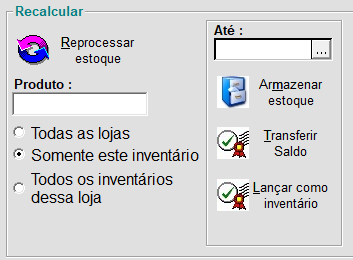 Recalcular
Reprocessar
estoque
Produto :
Todas as lojas
Somente este inventário
Todos os inventários
dessa loja
Até :
...
Armazenar
estoque
Transferir
Saldo
Lançar como
inventário